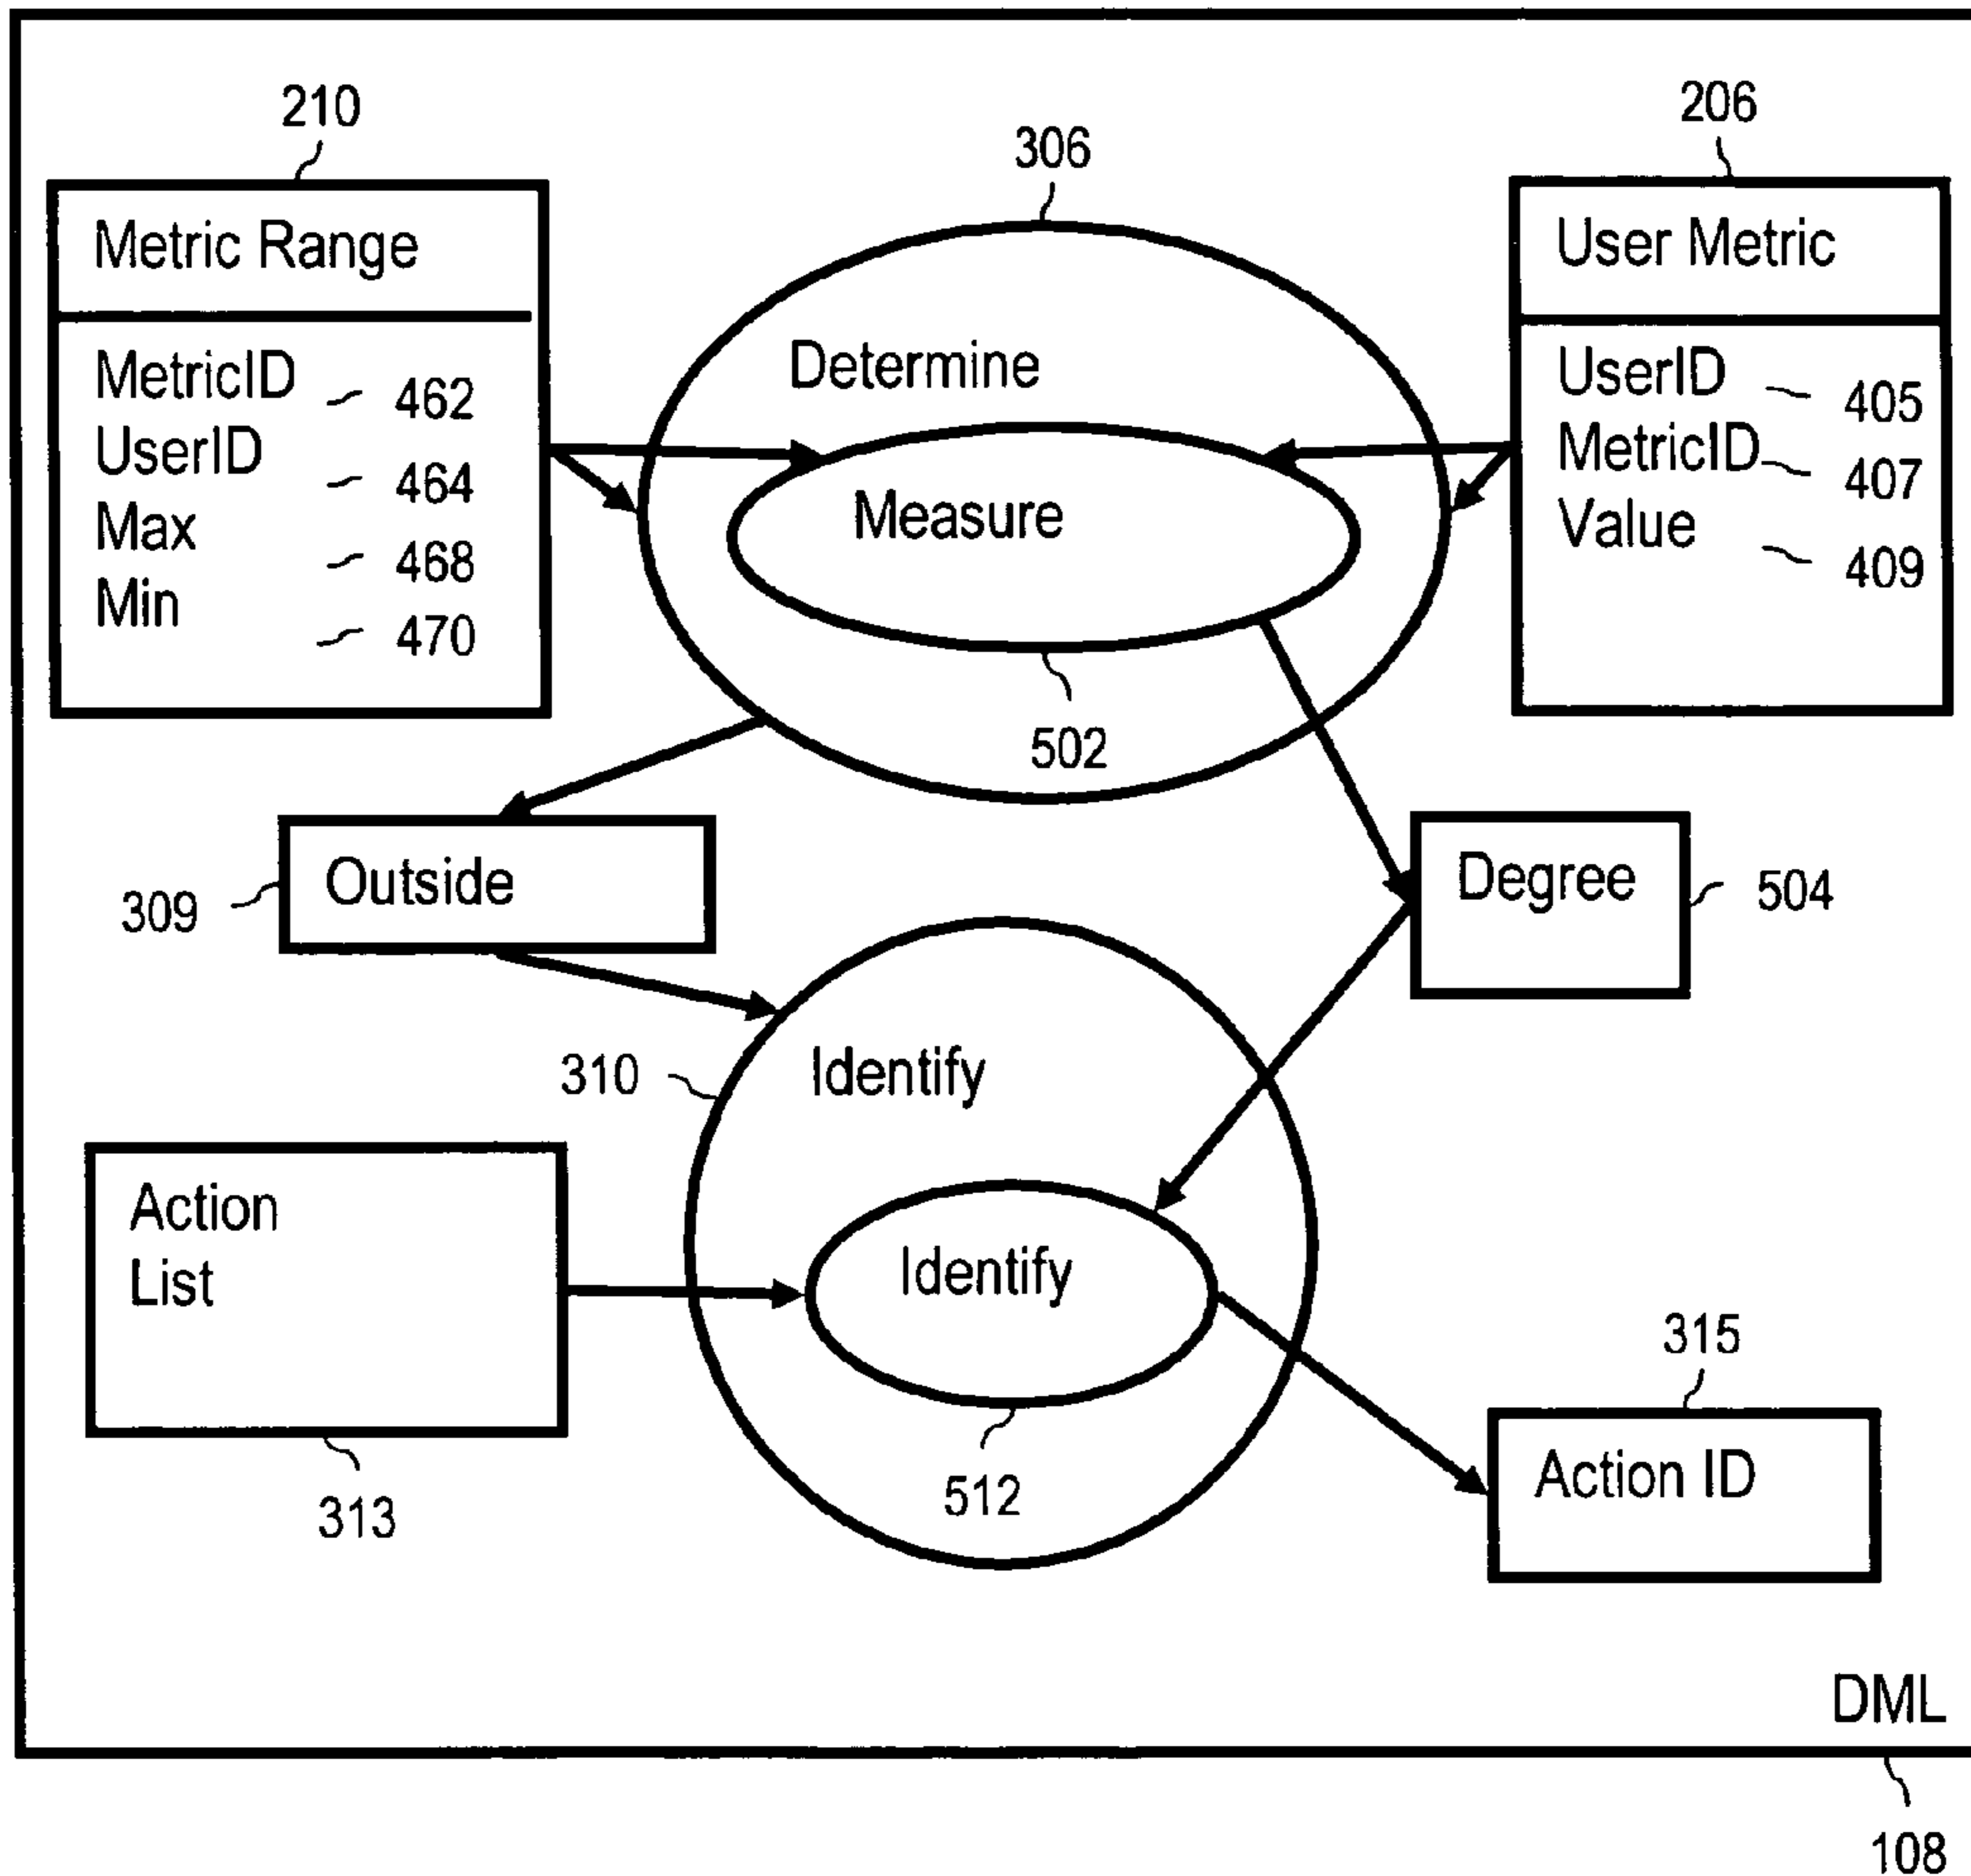 210
306
206
Metric Range
User Metric
MetricID 462
UserID 464
Max 468
Min 470
Determine
Measure
502
UserID 405
MetricID 407
Value 409
309
Outside
Degree
504
310
Identify
Identify
512
Action
List
313
315
Action ID
DML
108